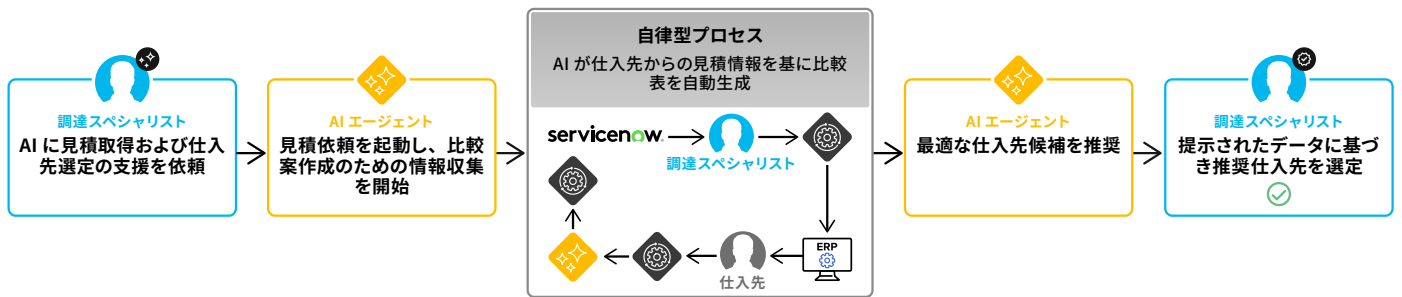 調達スペシャリスト
AI に見積取得および仕入
先選定の支援を依頼
AI エージェント
見積依頼を起動し、比較
案作成のための情報収集
を開始
自律型プロセス
AI が仕入先からの見積情報を基に比較
表を自動生成
servicenow
調達スペシャリスト
ERP
仕入先
AI エージェント
最適な仕入先候補を推奨
調達スペシャリスト
提示されたデータに基づ
き推奨仕入先を選定